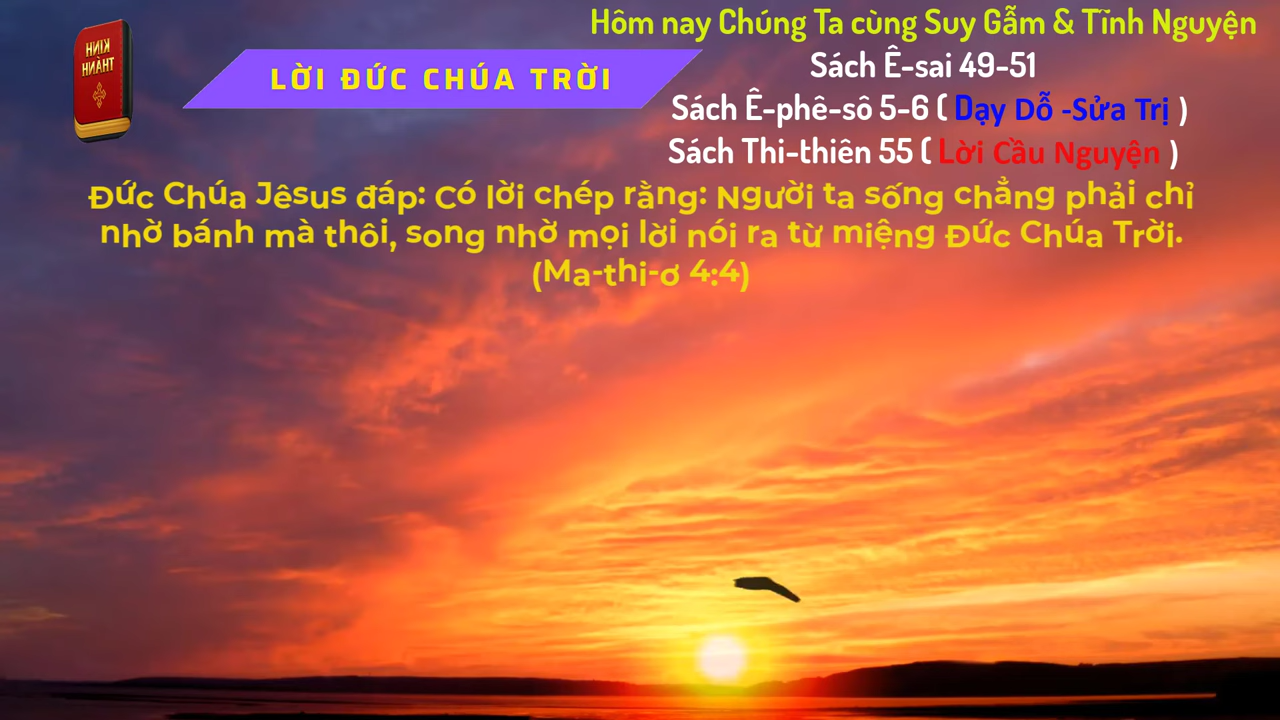 Hôm nay Chúng Ta cùng Suy Gẫm & Tĩnh Nguyện
Sách Ê-sai 49-51
Sách Ê-phê-sô 5-6 ( Dạy Dỗ -Sửa Trị )
Sách Thi-thiên 55 ( Lời Cầu Nguyện )
KINH
THÀNH
LỜI ĐỨC CHÚA TRỜI
Đức Chúa Jêsus đáp: Có lời chép rằng: Người ta sống chẳng phải chỉ
nhờ bánh mà thôi, song nhờ mọi lời nói ra từ miệng Đức Chúa Trời.
(Ma-thi-ơ 4:4)